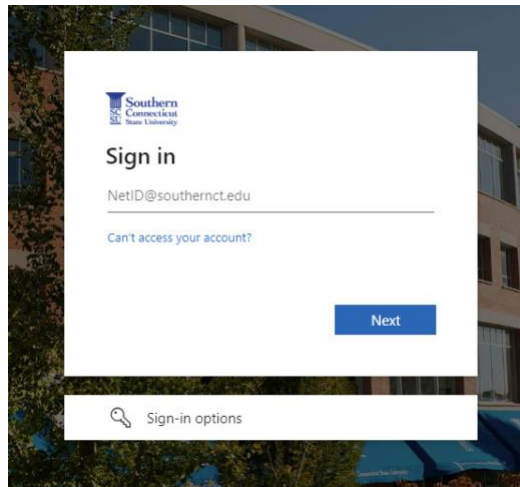 Southern
Connecticut
State University
Sign in
NetID@southernct.edu
Can't access your account?
Next
Sign-in options